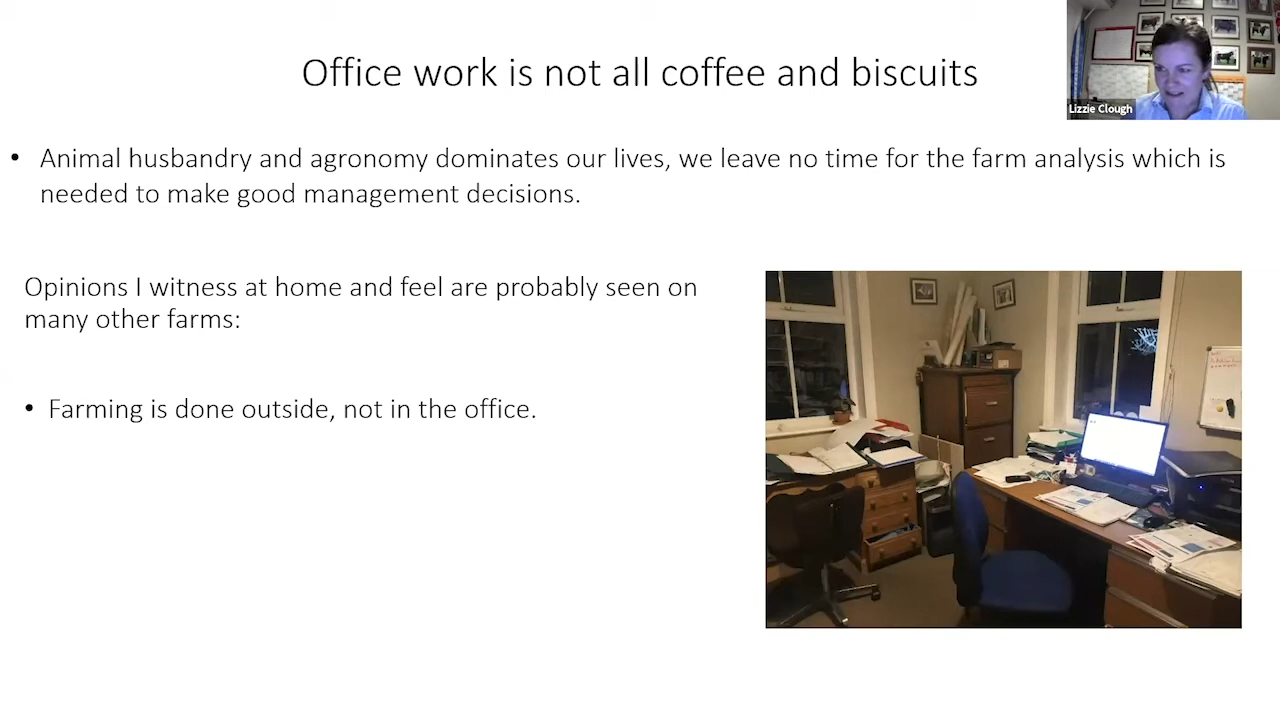 Office work is not all coffee and biscuits
Lizzie Clough
• Animal husbandry and agronomy dominates our lives, we leave no time for the farm analysis which is
needed to make good management decisions.
Opinions I witness at home and feel are probably seen on
many other farms:
• Farming is done outside, not in the office.